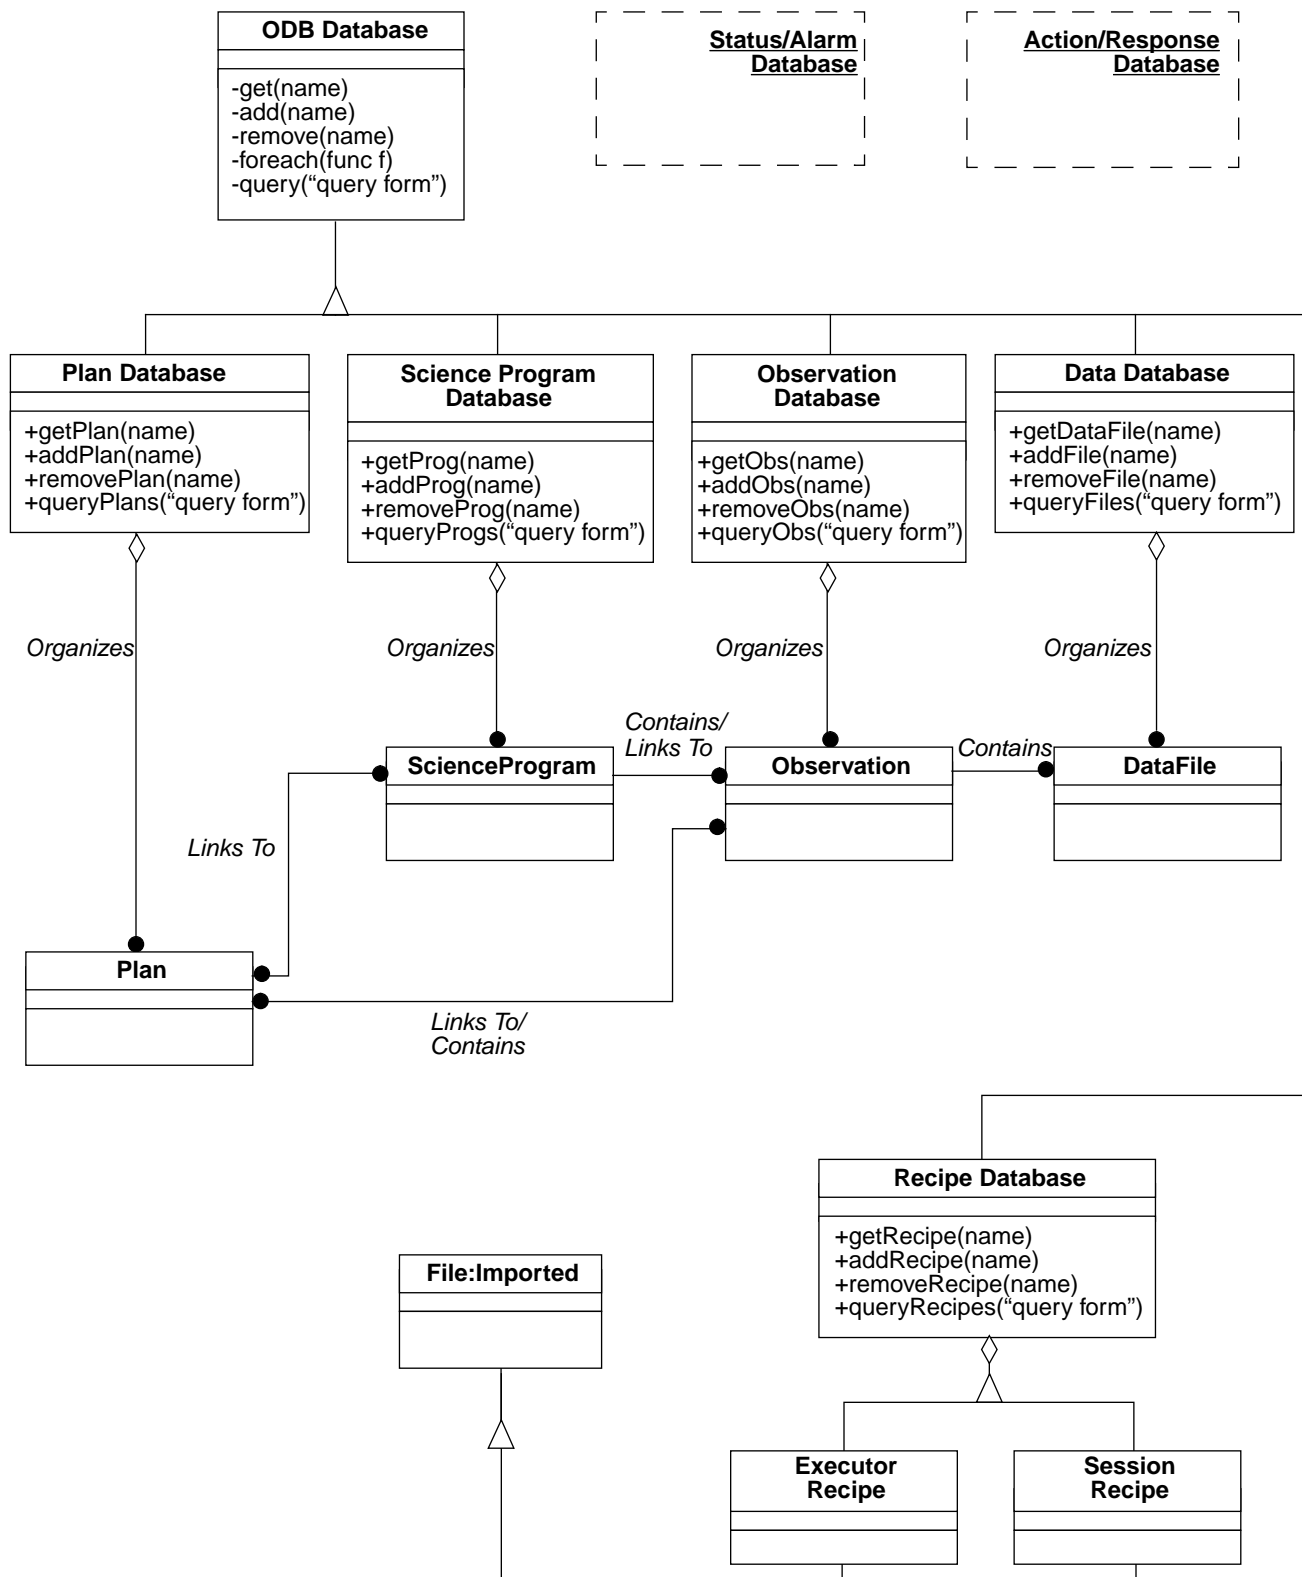 ODB Database
-get(name)
-add(name)
-remove(name)
-foreach(func f)
-query(“query form”)
Status/Alarm
Database
Action/Response
Database
Plan Database
+getPlan(name)
+addPlan(name)
+removePlan(name)
+queryPlans(“query form”)
Science Program
Database
+getProg(name)
+addProg(name)
+removeProg(name)
+queryProgs(“query form”)
Observation
Database
+getObs(name)
+addObs(name)
+removeObs(name)
+queryObs(“query form”)
Data Database
+getDataFile(name)
+addFile(name)
+removeFile(name)
+queryFiles(“query form”)
Organizes
Organizes
Organizes
Organizes
Contains/
Links To
Contains
ScienceProgram
Observation
DataFile
Links To
Plan
Links To/
Contains
Recipe Database
+getRecipe(name)
+addRecipe(name)
+removeRecipe(name)
+queryRecipes(“query form”)
File:Imported
Executor
Recipe
Session
Recipe